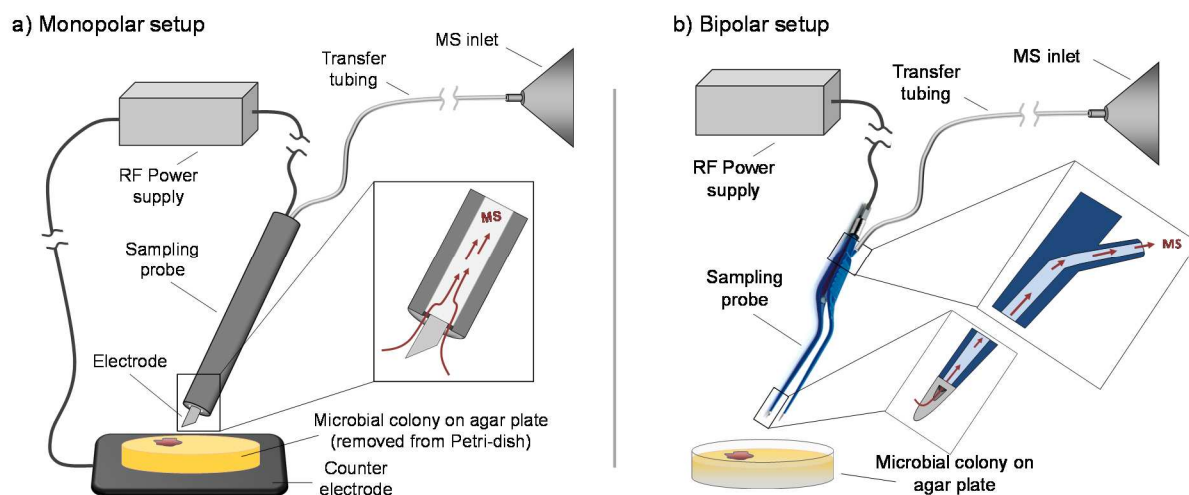 a) Monopolar setup
MS inlet
Transfer
tubing
RF Power
supply
MS
Sampling
probe
Electrode
Microbial colony on agar plate
(removed from Petri-dish)
Counter
electrode
b) Bipolar setup
MS inlet
Transfer
tubing
RF Power
supply
MS
Sampling
probe
Microbial colony on
agar plate